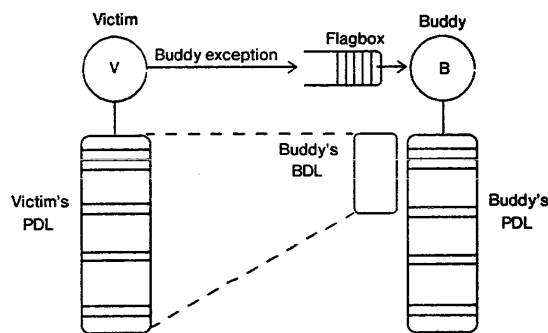 Victim
Buddy
Flagbox
V
Buddy exception
B
Buddy's
BDL
Victim's
PDL
Buddy's
PDL